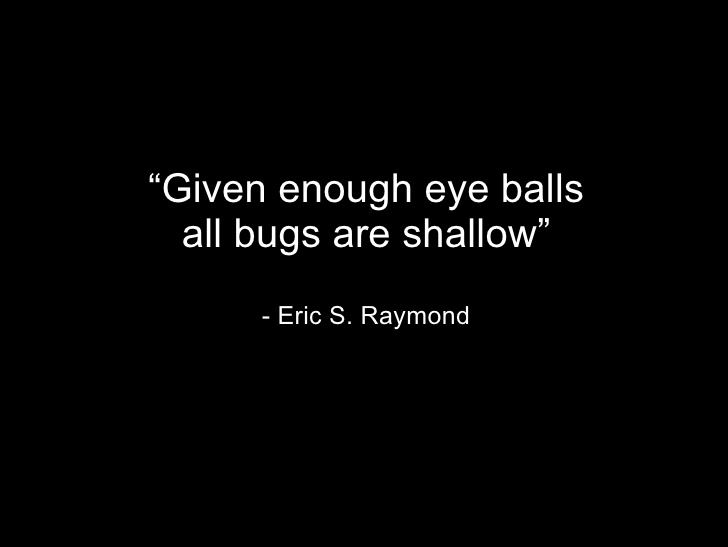 “Given enough eye balls
all bugs are shallow”
- Eric S. Raymond